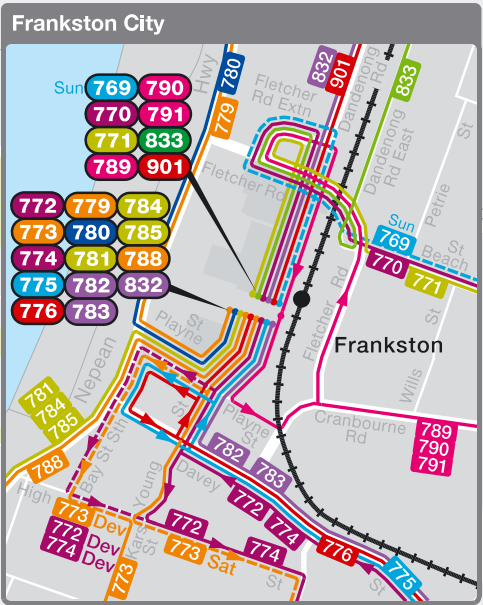 Frankston City
Sun 769 790
770 791
771 833
789 901
772 779 784
773 780 785
774 781 788
775 782 832
776 783
Hwy
780
779
Fletcher
Rd Extn
832
901
Dandenong
Rd
833
Dandenong
Rd East
Fletcher Rd
Petrie
St
Sun
769
770
771
Beach
St
Fletcher Rd
Frankston
Wills
St
Cranbourne
Rd
789
790
791
Playne
St
Nepean
781
784
785
788
High
Bay St Sth
St
Playne
St
782
783
Davey
Young
Kars
St
773 Dev
772 Dev
774 Dev
773
772
773 Sat
774
St
772
774
776
775
St